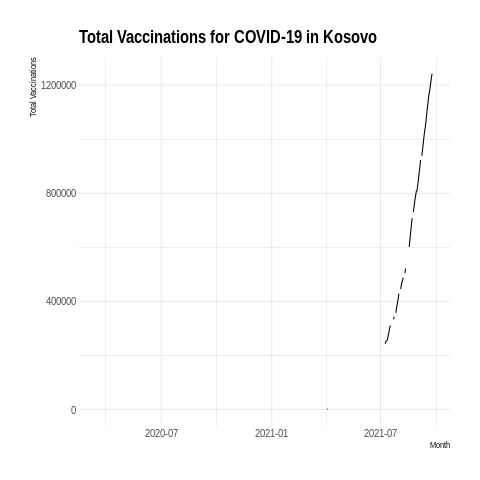 Total Vaccinations for COVID-19 in Kosovo
Total Vaccinations
1200000
800000
400000
0
2020-07 2021-01 2021-07
Month